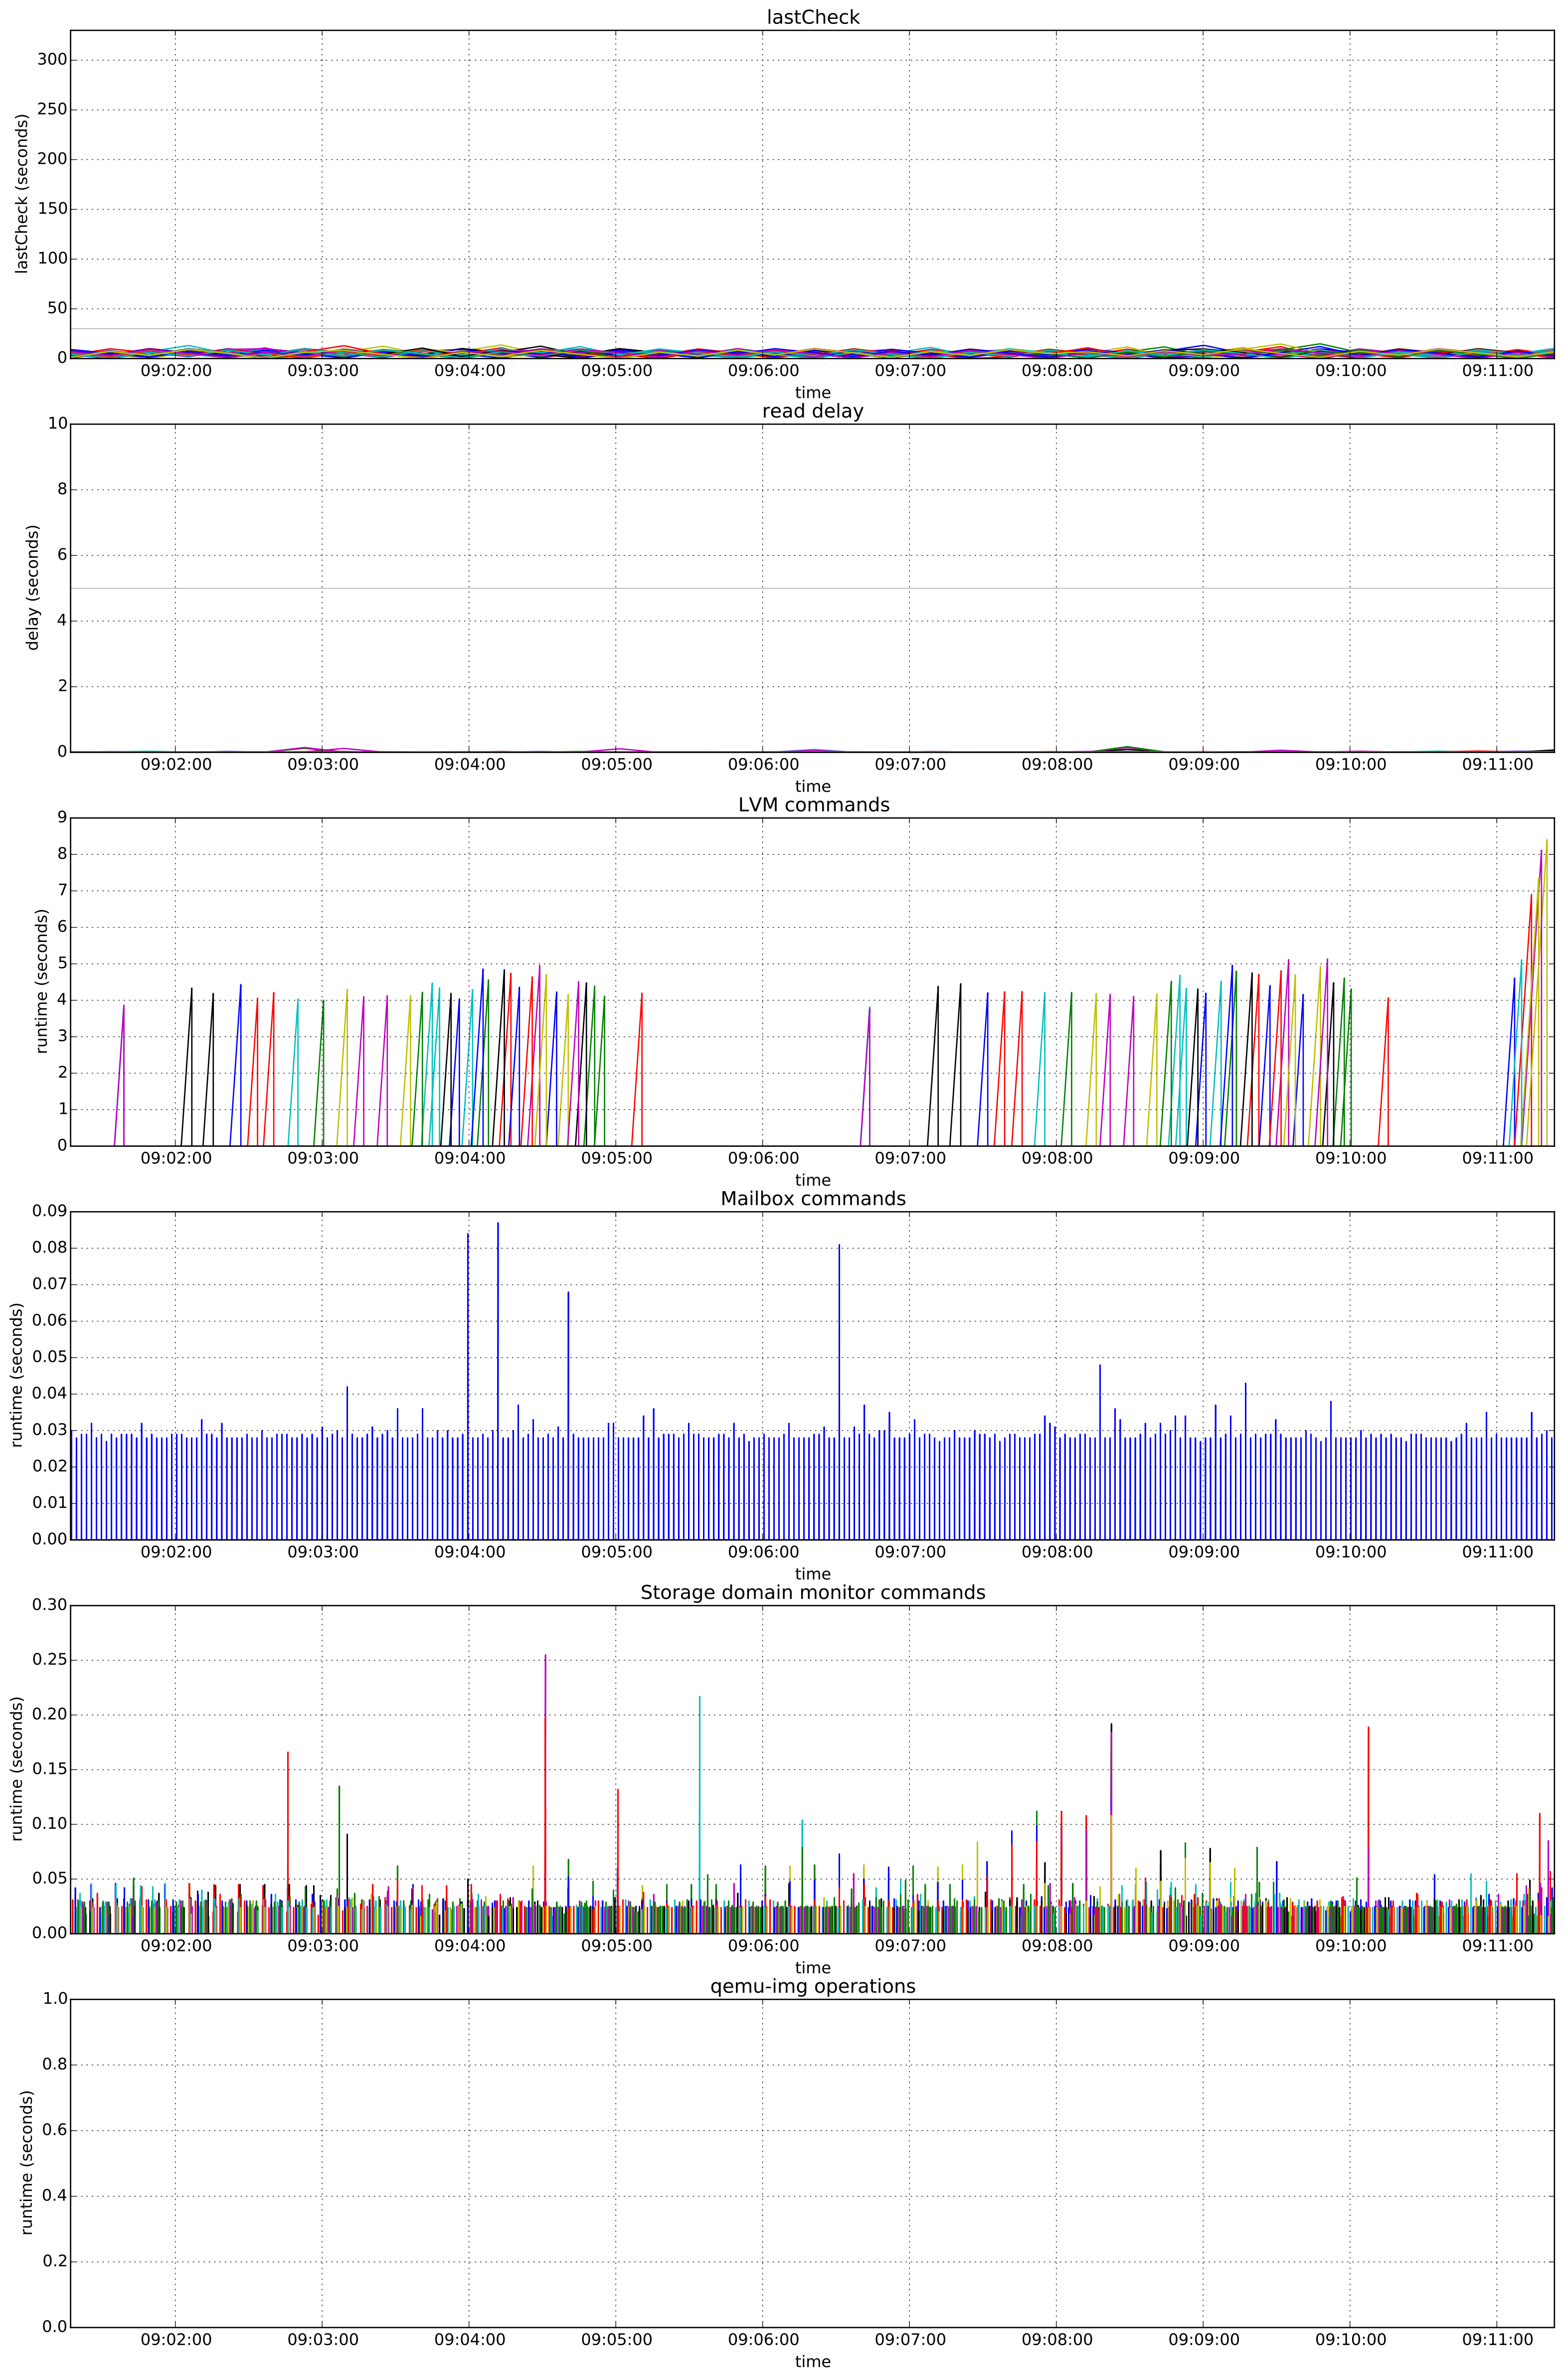 lastCheck
300
250
200
150
100
50
0
lastCheck (seconds)
09:02:00 09:03:00 09:04:00 09:05:00 09:06:00 09:07:00 09:08:00 09:09:00 09:10:00 09:11:00
time
read delay
10
8
6
4
2
0
delay (seconds)
09:02:00 09:03:00 09:04:00 09:05:00 09:06:00 09:07:00 09:08:00 09:09:00 09:10:00 09:11:00
time
LVM commands
9
8
7
6
5
4
3
2
1
0
runtime (seconds)
09:02:00 09:03:00 09:04:00 09:05:00 09:06:00 09:07:00 09:08:00 09:09:00 09:10:00 09:11:00
time
Mailbox commands
0.09
0.08
0.07
0.06
0.05
0.04
0.03
0.02
0.01
0.00
runtime (seconds)
09:02:00 09:03:00 09:04:00 09:05:00 09:06:00 09:07:00 09:08:00 09:09:00 09:10:00 09:11:00
time
Storage domain monitor commands
0.30
0.25
0.20
0.15
0.10
0.05
0.00
runtime (seconds)
09:02:00 09:03:00 09:04:00 09:05:00 09:06:00 09:07:00 09:08:00 09:09:00 09:10:00 09:11:00
time
qemu-img operations
1.0
0.8
0.6
0.4
0.2
0.0
runtime (seconds)
09:02:00 09:03:00 09:04:00 09:05:00 09:06:00 09:07:00 09:08:00 09:09:00 09:10:00 09:11:00
time